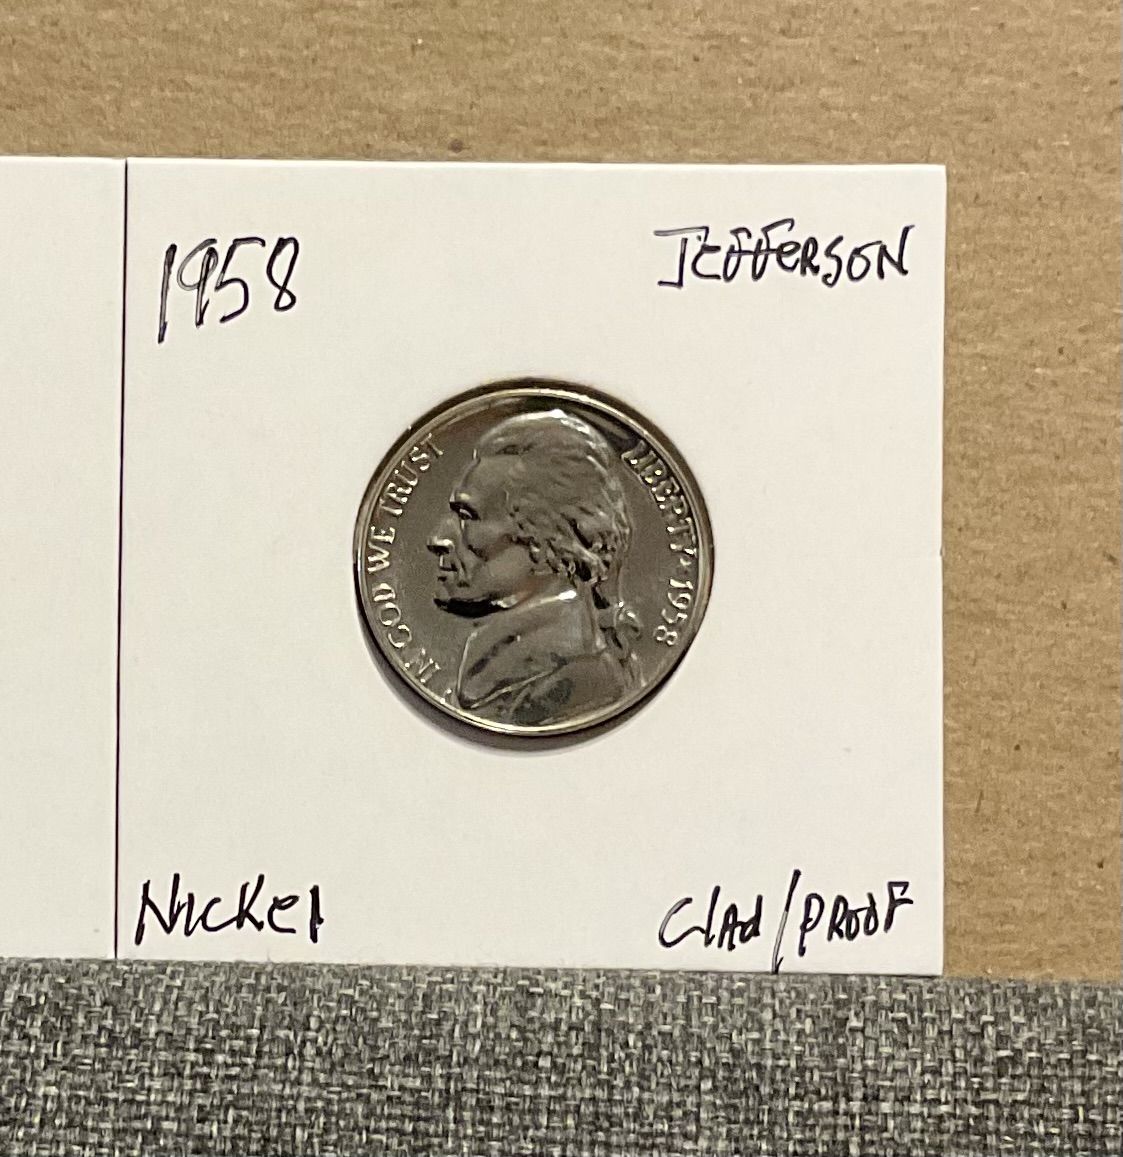 1958
JEFFERSON
IN GOD WE TRUST
LIBERTY · 1958
Nickel
Clad/PROOF